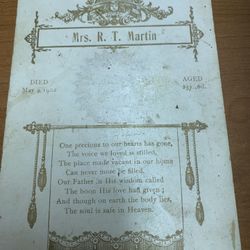 Mrs. R. T. Martin
DIED
May
AGED
One precious to our hearts has gone,
The voice we loved is stilled,
The place made vacant in our home
Can never more be filled.
Our Father in His wisdom called
The boon His love had given;
And though on earth the body lies,
The soul is safe in Heaven.